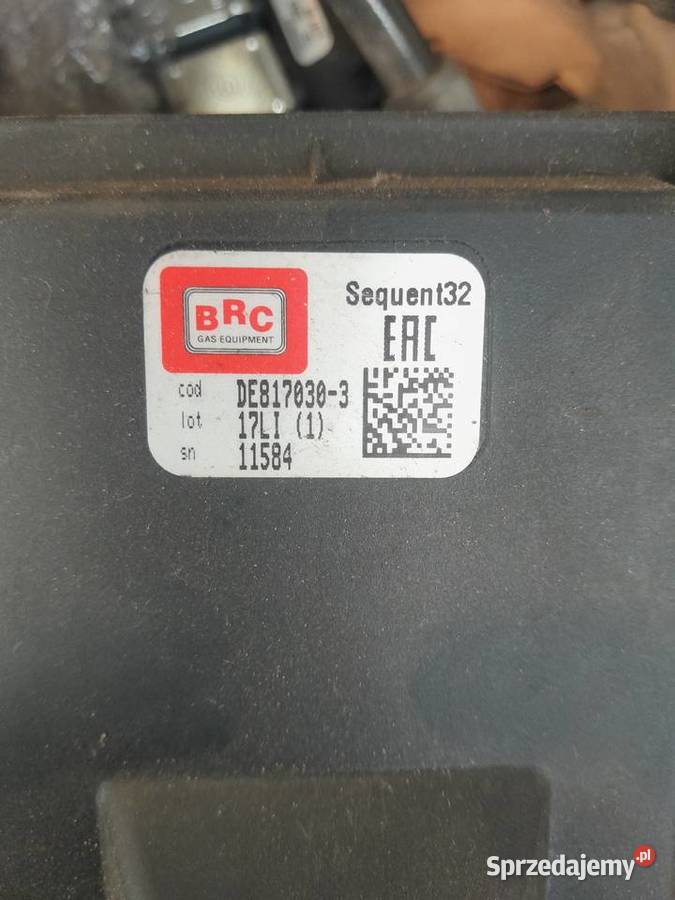 BRC
GAS EQUIPMENT
Sequent32
EAC
cod DE817030-3
lot 17LI (1)
sn 11584
Sprzedajemy.pl